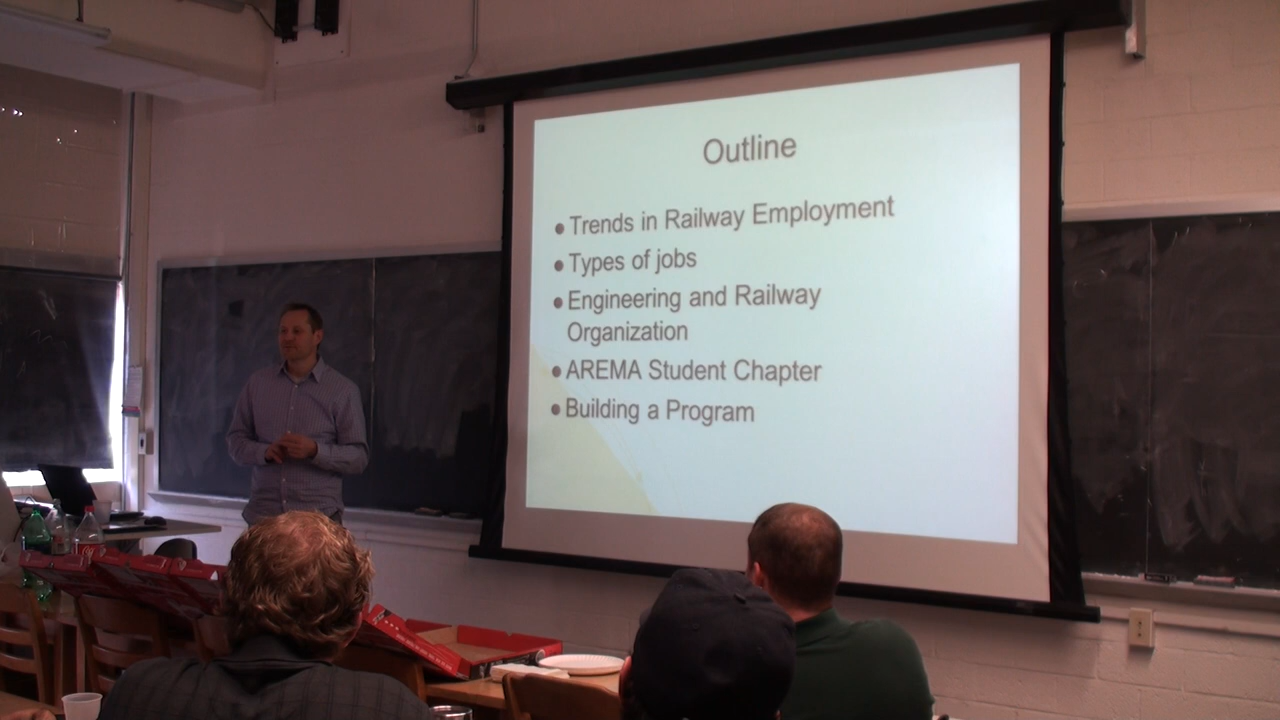 Outline
• Trends in Railway Employment
• Types of jobs
• Engineering and Railway
Organization
• AREMA Student Chapter
• Building a Program